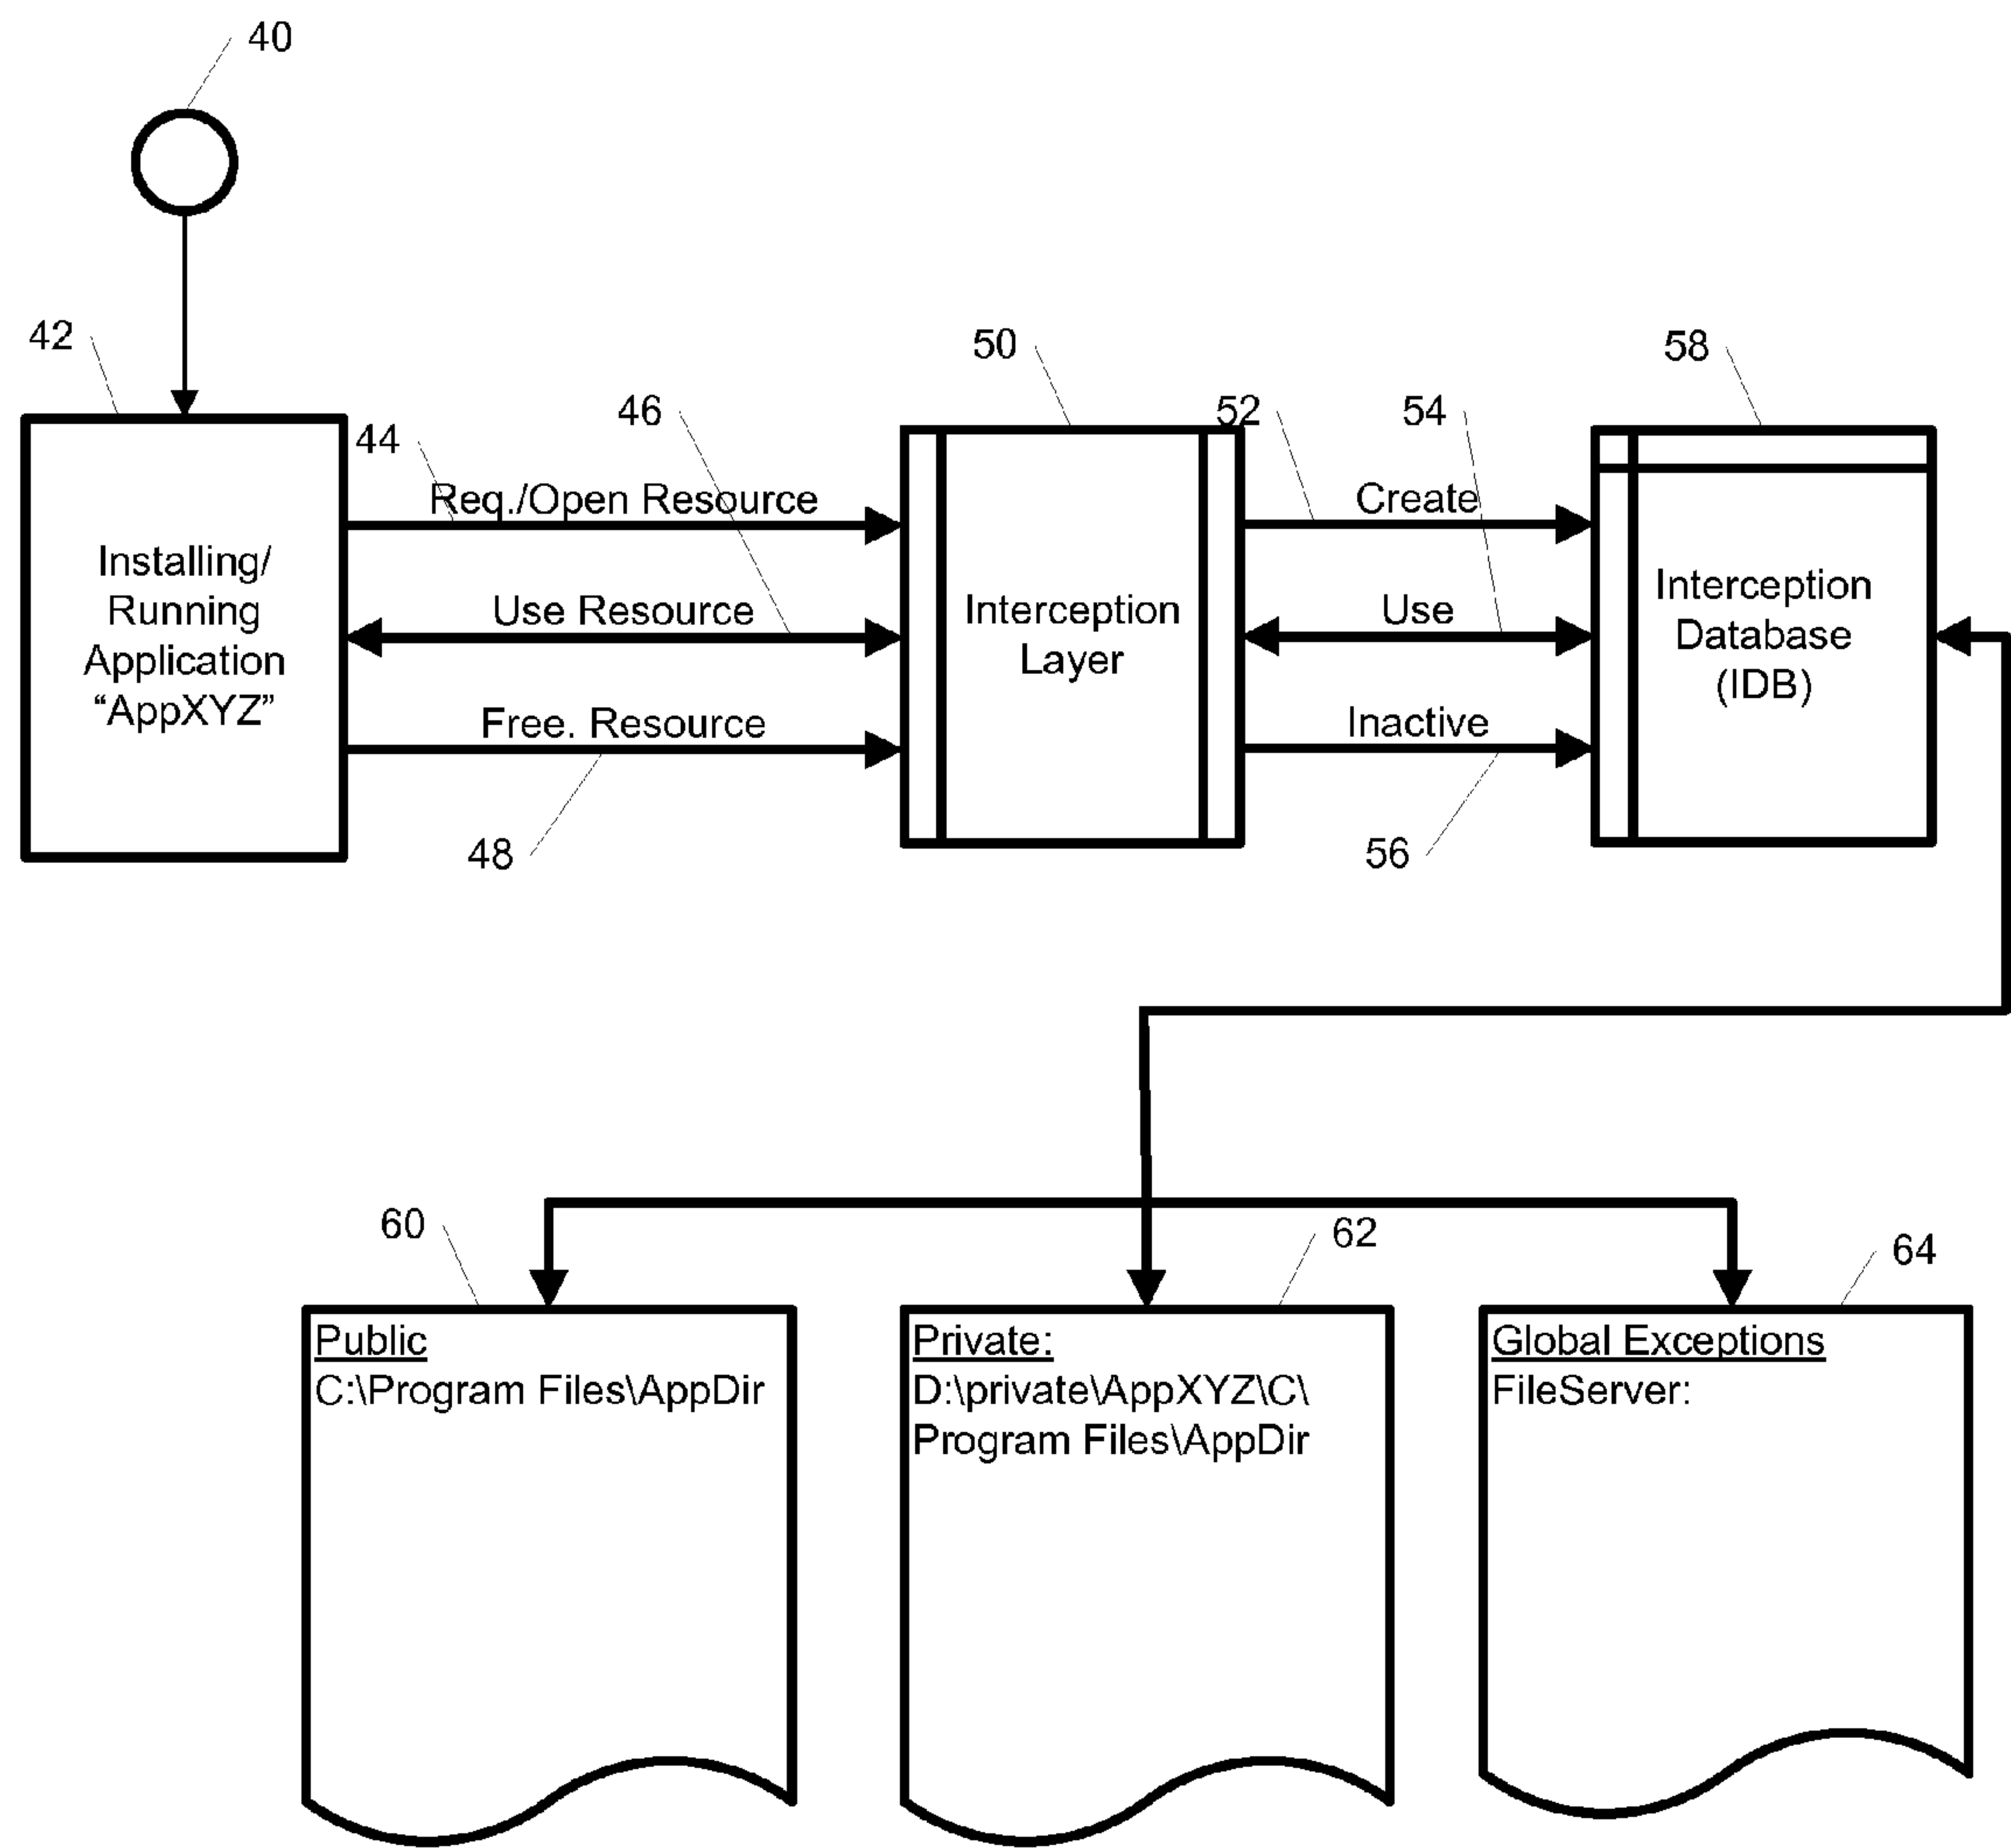 40
42
50
58
44
46
52
54
Req./Open Resource
Create
Installing/
Running
Application
“AppXYZ”
Use Resource
Interception
Layer
Use
Interception
Database
(IDB)
Free. Resource
Inactive
48
56
60
62
64
Public
C:\Program Files\AppDir
Private:
D:\private\AppXYZ\C\
Program Files\AppDir
Global Exceptions
FileServer: